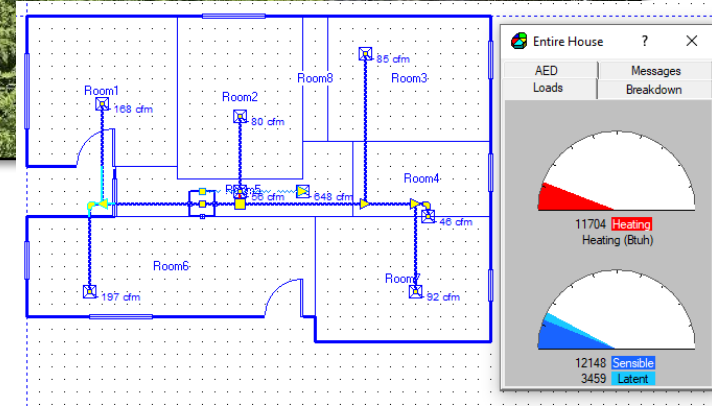 Entire House ? ×
AED Messages
Loads Breakdown
85 cfm
Room8
Room3
Room1
168 cfm
Room2
80 cfm
Room4
Room5
56 cfm
648 cfm
46 cfm
11704 Heating
Heating (Btuh)
Room6
Room7
197 cfm
92 cfm
12148 Sensible
3459 Latent